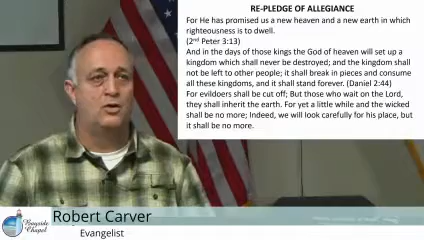 RE-PLEDGE OF ALLEGIANCE
For He has promised us a new heaven and a new earth in which
righteousness is to dwell.
(2nd Peter 3:13)
And in the days of those kings the God of heaven will set up a
kingdom which shall never be destroyed; and the kingdom shall
not be left to other people; it shall break in pieces and consume
all these kingdoms, and it shall stand forever. (Daniel 2:44)
For evildoers shall be cut off; But those who wait on the Lord,
they shall inherit the earth. For yet a little while and the wicked
shall be no more; Indeed, we will look carefully for his place, but
it shall be no more.
Robert Carver
Evangelist
Chapel